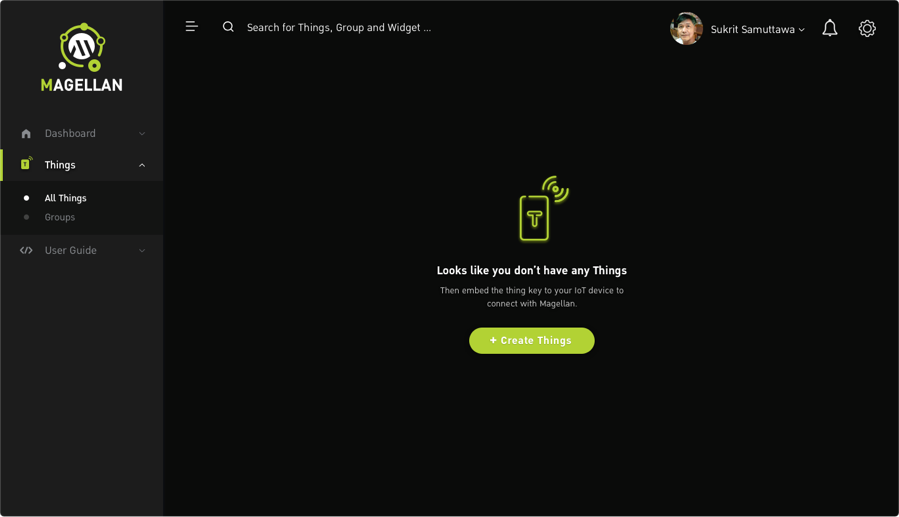 Search for Things, Group and Widget ...
Sukrit Samuttawa
MAGELLAN
Dashboard
Things
All Things
Groups
User Guide
T
Looks like you don't have any Things
Then embed the thing key to your IoT device to
connect with Magellan.
+ Create Things